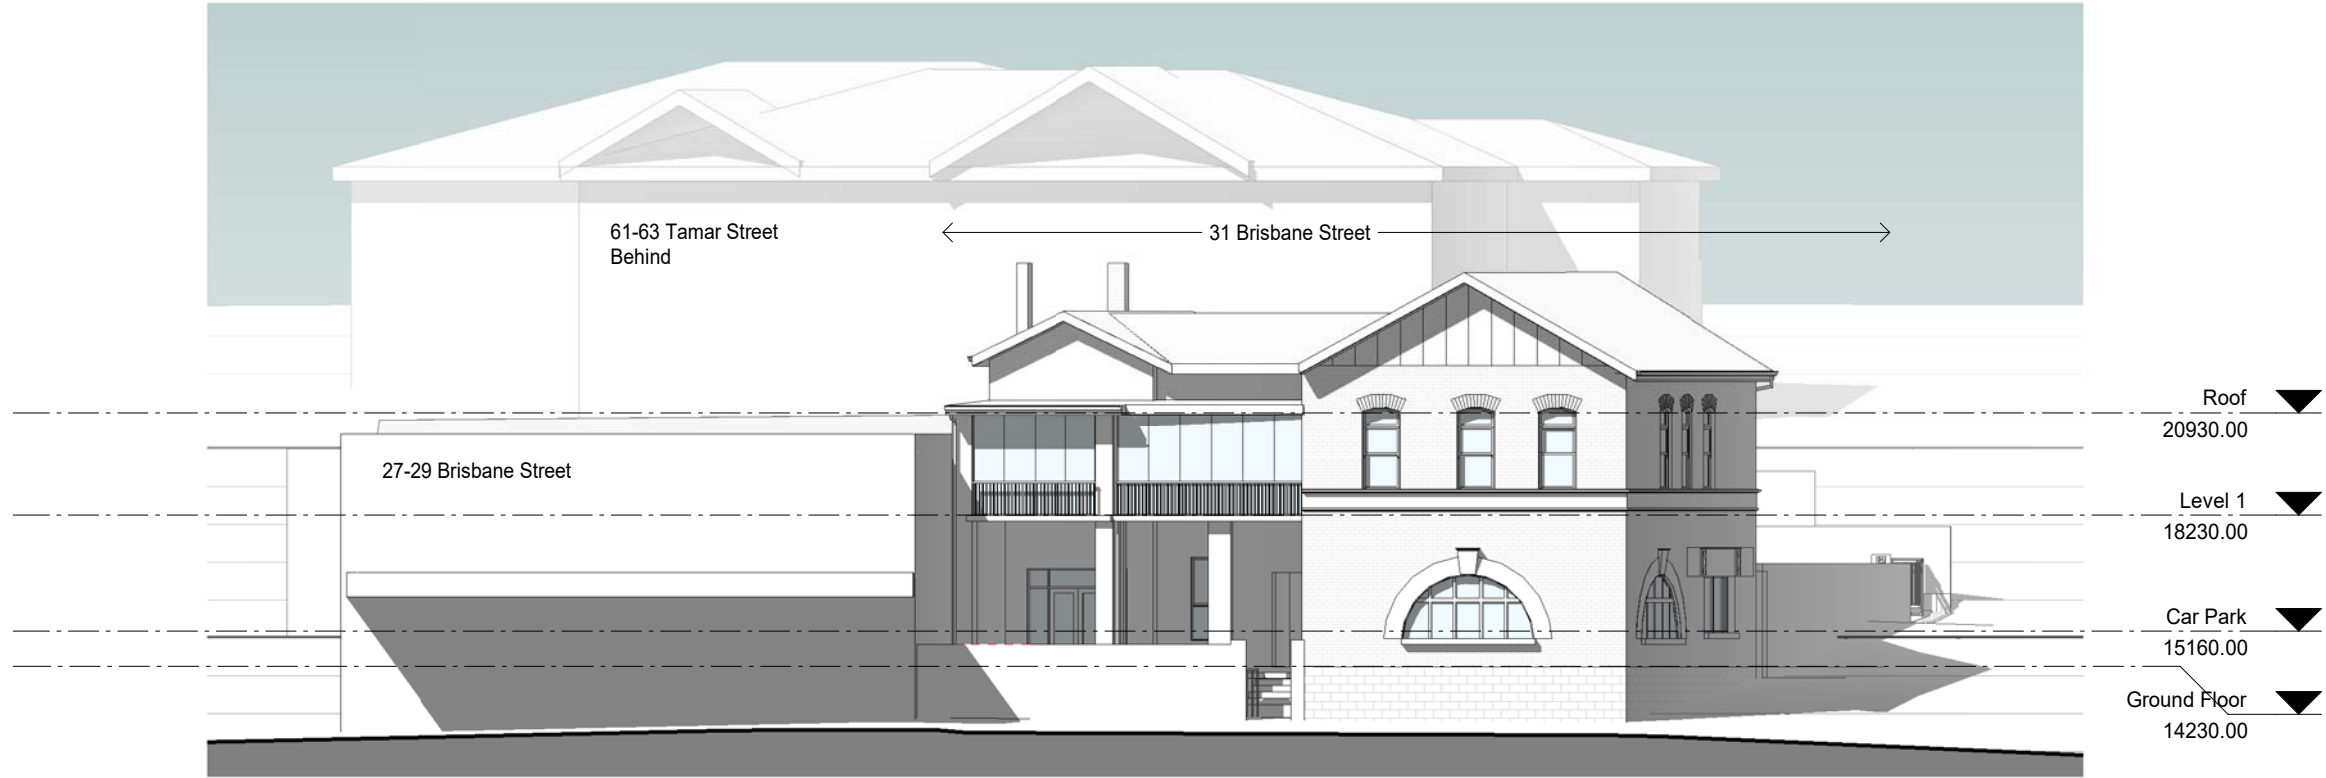 61-63 Tamar Street
Behind
31 Brisbane Street
27-29 Brisbane Street
Roof
20930.00
Level 1
18230.00
Car Park
15160.00
Ground Floor
14230.00